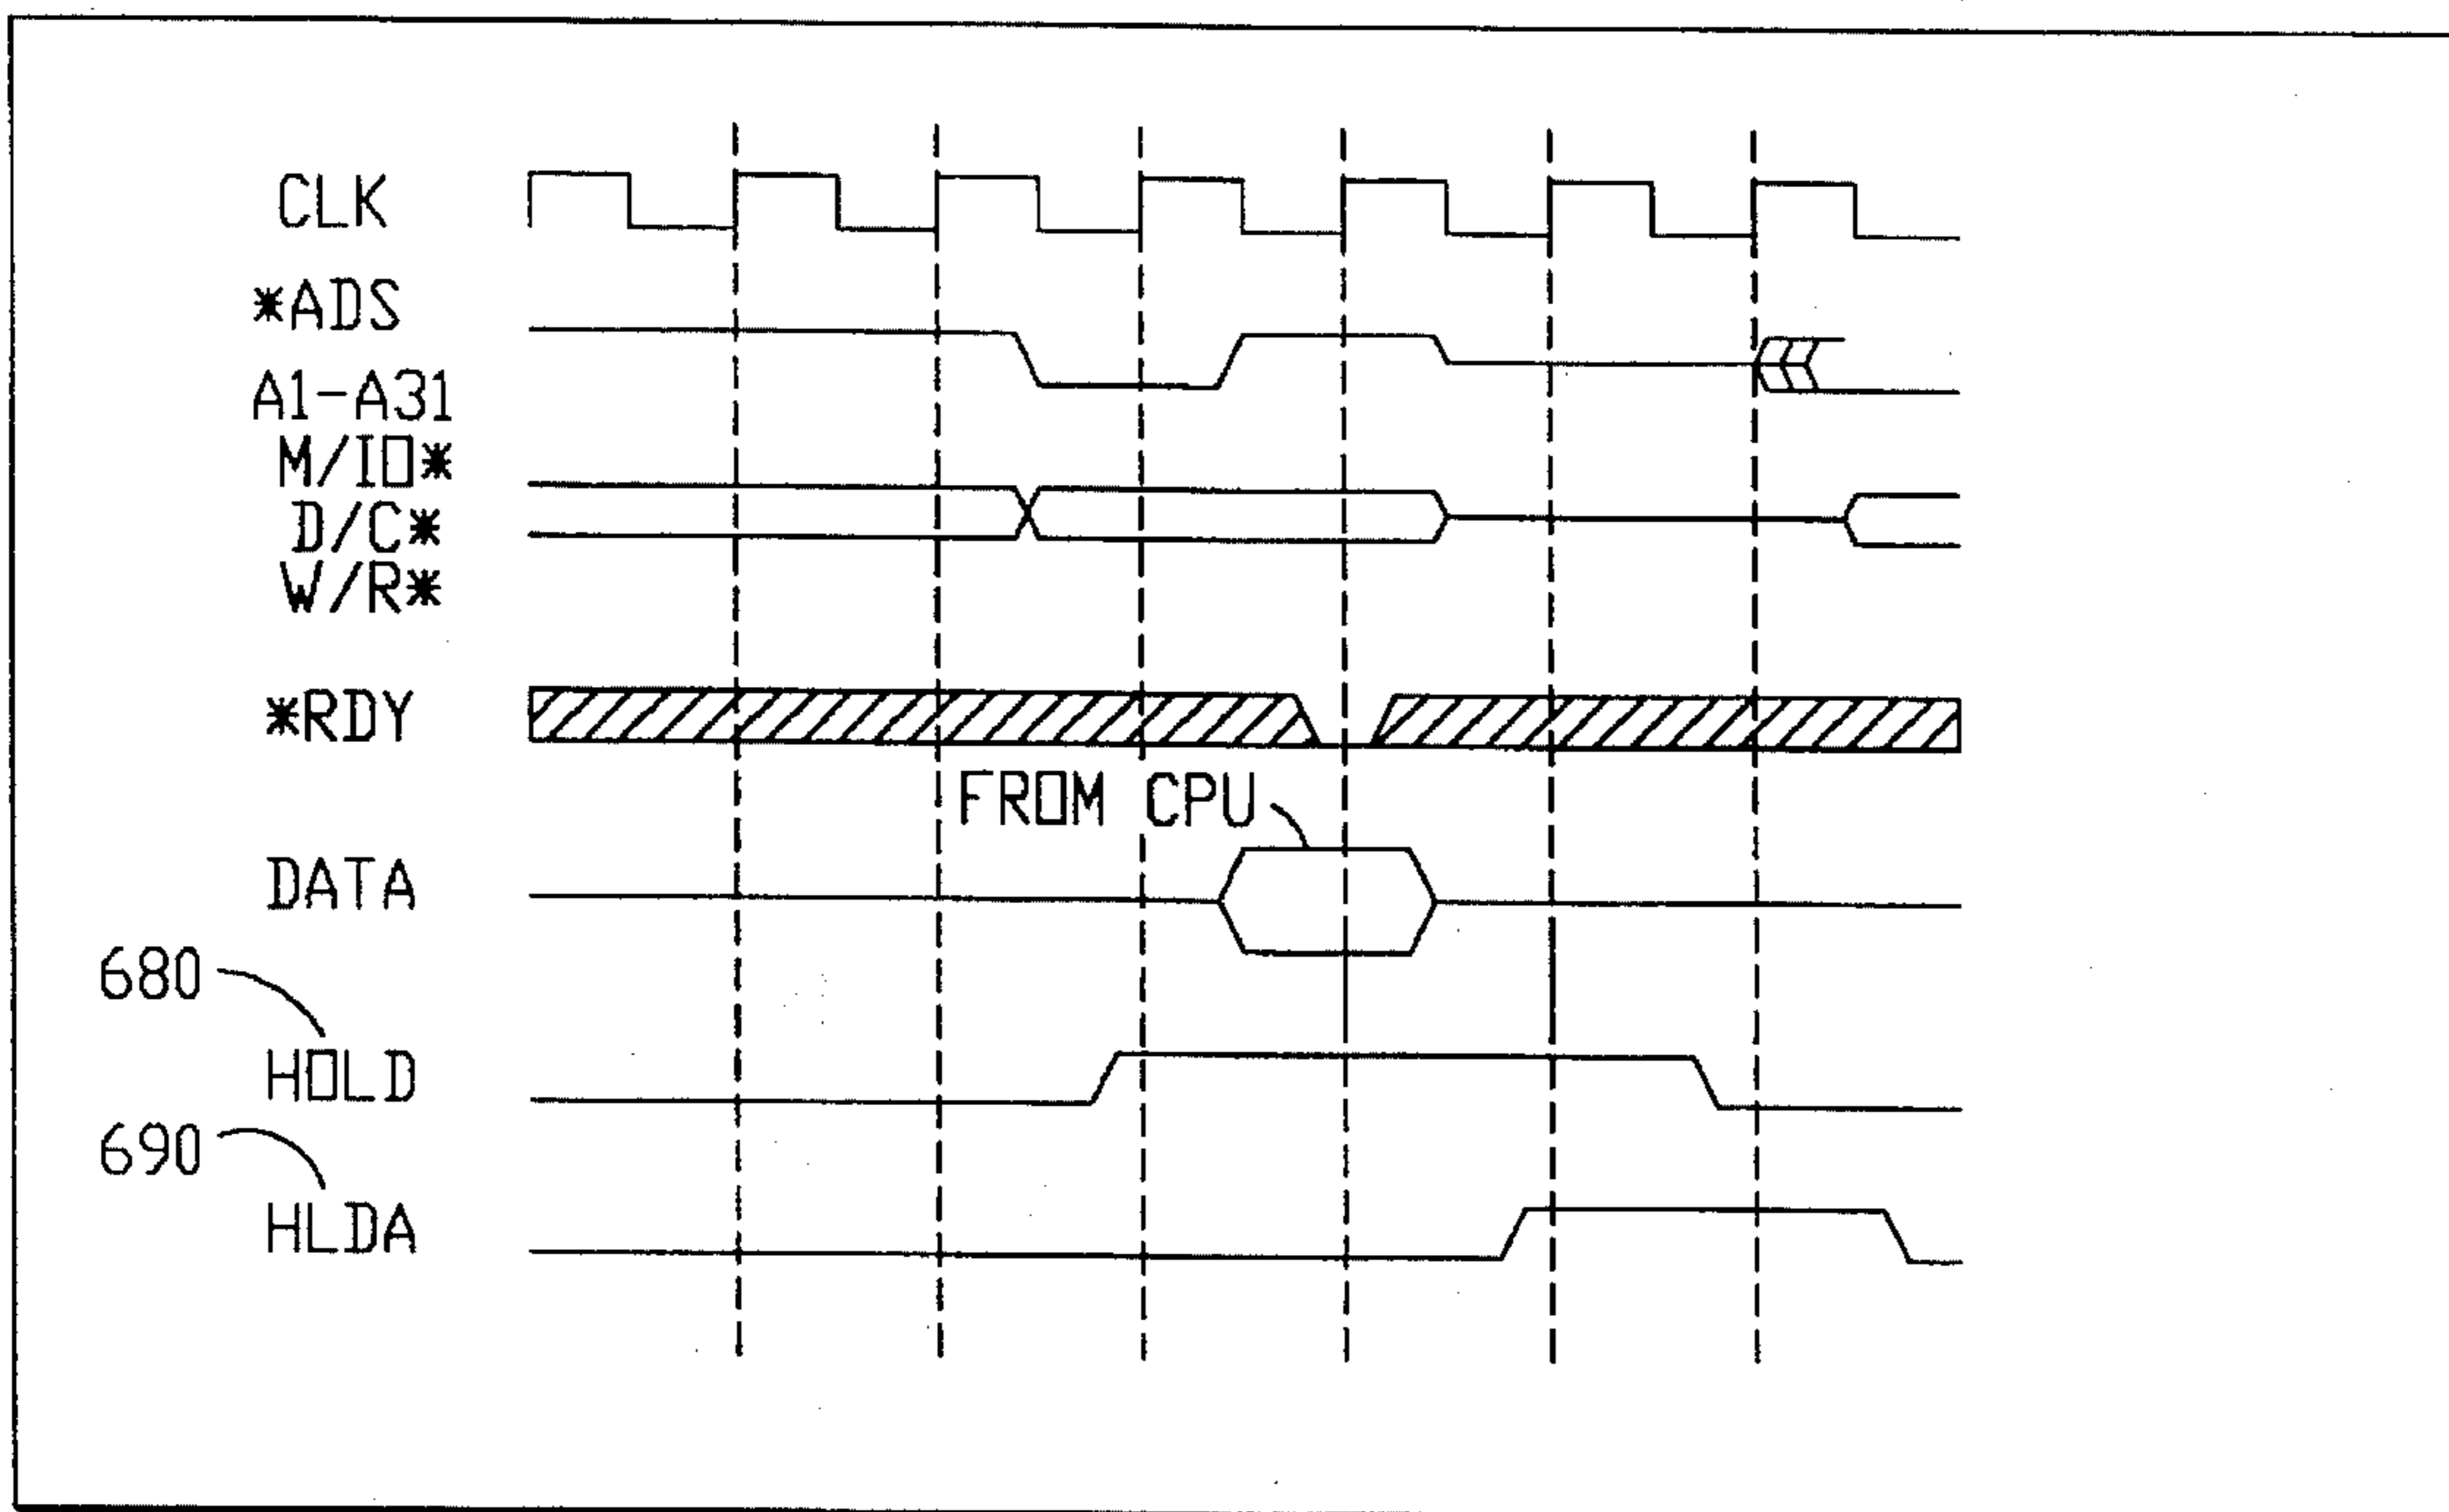 CLK
*ADS
A1-A31
M/IO*
D/C*
W/R*
*RDY
FROM CPU
DATA
680
HOLD
690
HLDA